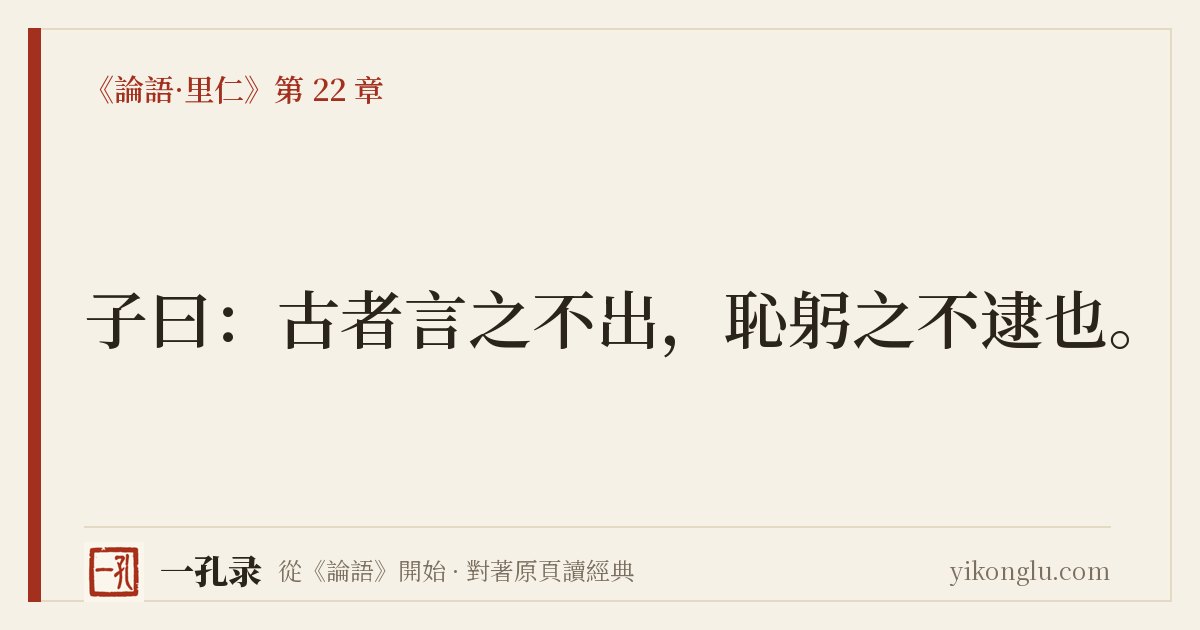 《論語·里仁》第 22 章
子曰：古者言之不出，恥躬之不逮也。
一孔
一孔录 從《論語》開始 · 對著原頁讀經典
yikonglu.com